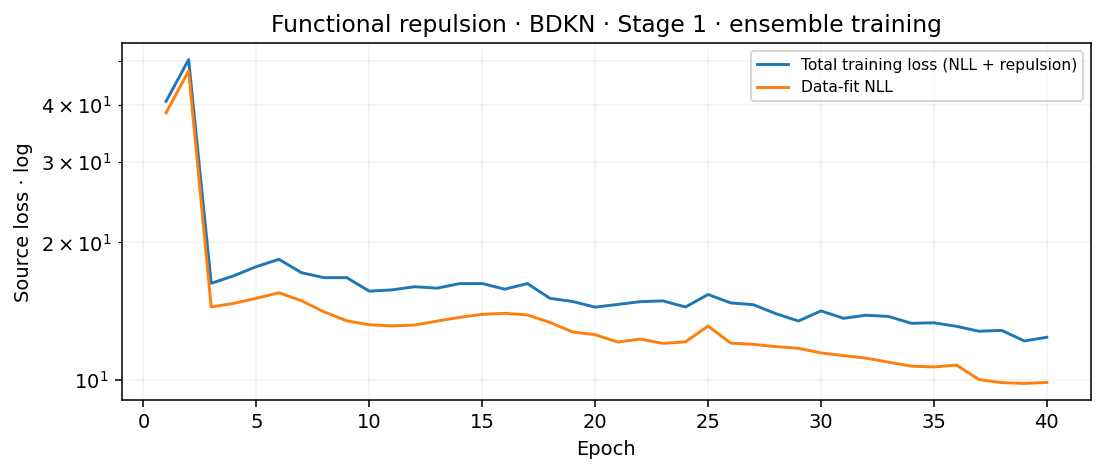 Functional repulsion · BDKN · Stage 1 · ensemble training
Total training loss (NLL + repulsion)
Data-fit NLL
Source loss · log
4 × 10¹
3 × 10¹
2 × 10¹
10¹
0 5 10 15 20 25 30 35 40
Epoch